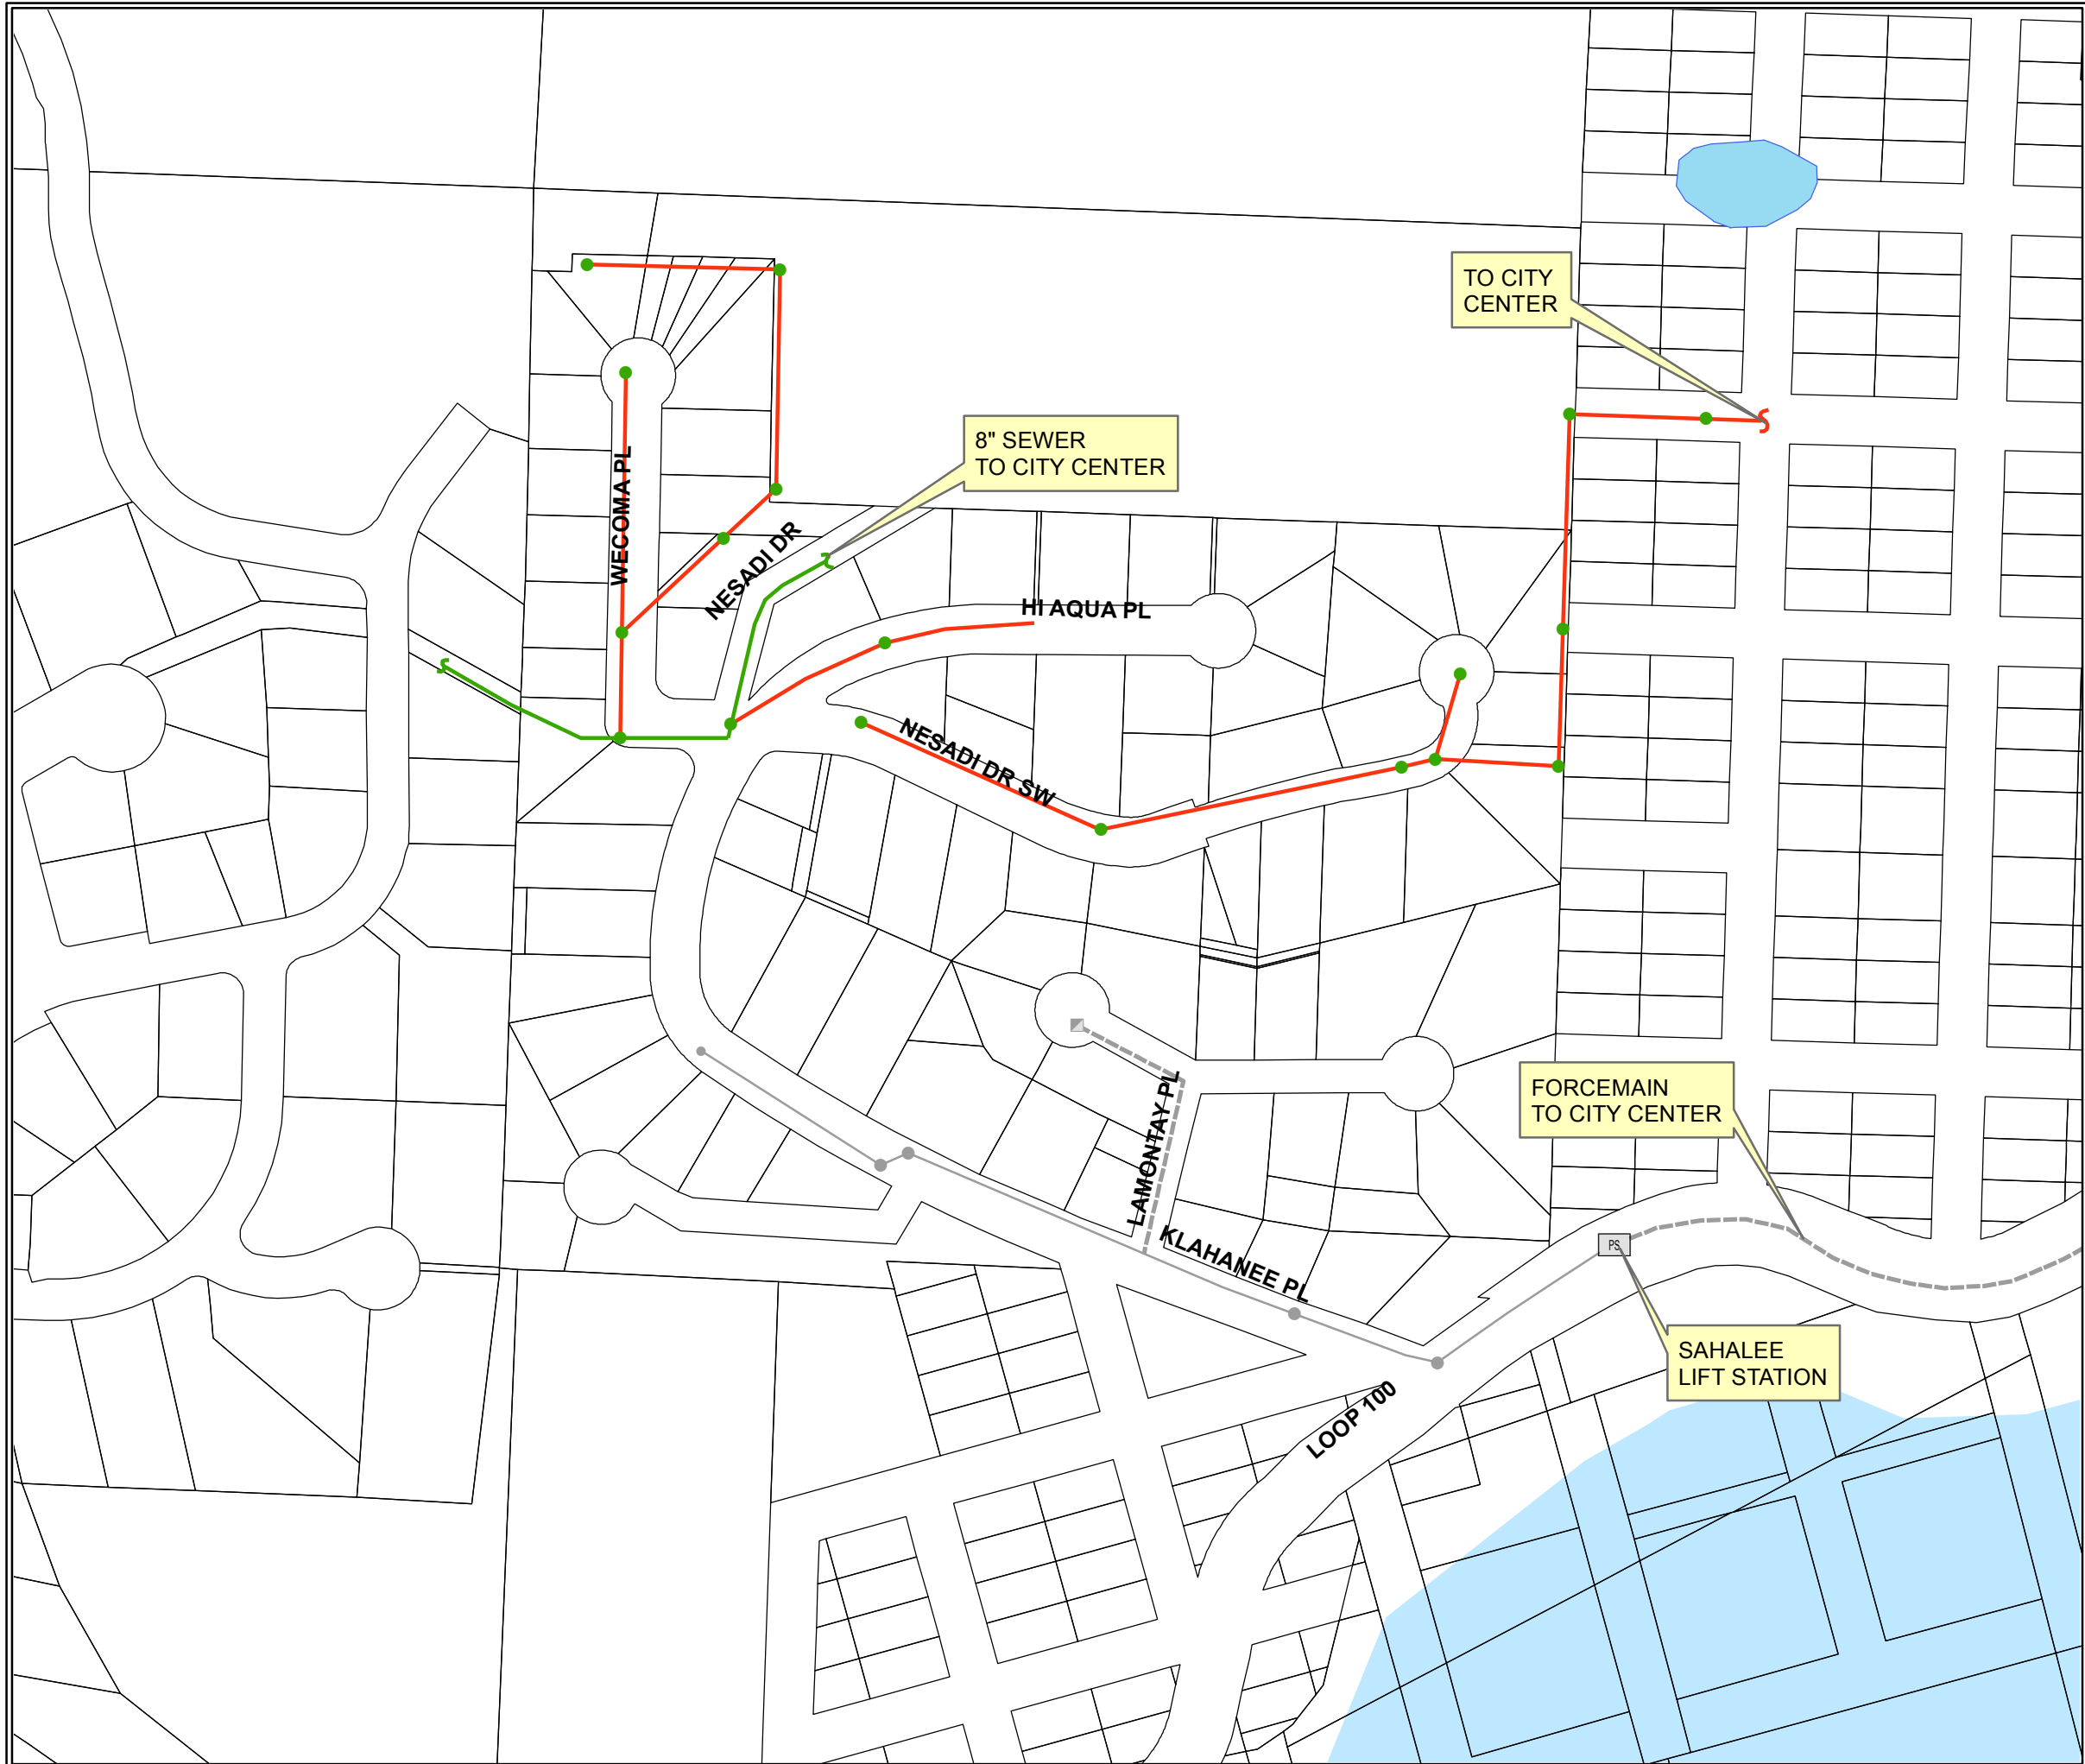 TO CITY
CENTER
8" SEWER
TO CITY CENTER
WECOMA PL
NESADI DR
HI AQUA PL
NESADI DR SW
LAMONTAY PL
FORCEMAIN
TO CITY CENTER
KLAHANEE PL
PS
SAHALEE
LIFT STATION
LOOP 100